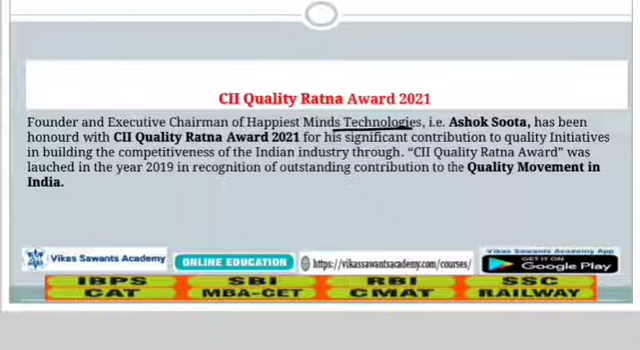 CII Quality Ratna Award 2021
Founder and Executive Chairman of Happiest Minds Technologies, i.e. Ashok Soota, has been
honourd with CII Quality Ratna Award 2021 for his significant contribution to quality Initiatives
in building the competitiveness of the Indian industry through. “CII Quality Ratna Award” was
lauched in the year 2019 in recognition of outstanding contribution to the Quality Movement in
India.
Vikas Sawants Academy
ONLINE EDUCATION
https://vikassawantsacademy.com/courses/
Vikas Sawants Academy App
GET IT ON
Google Play
IBPS SBI RBI SSC
CAT MBA-CET CMAT RAILWAY